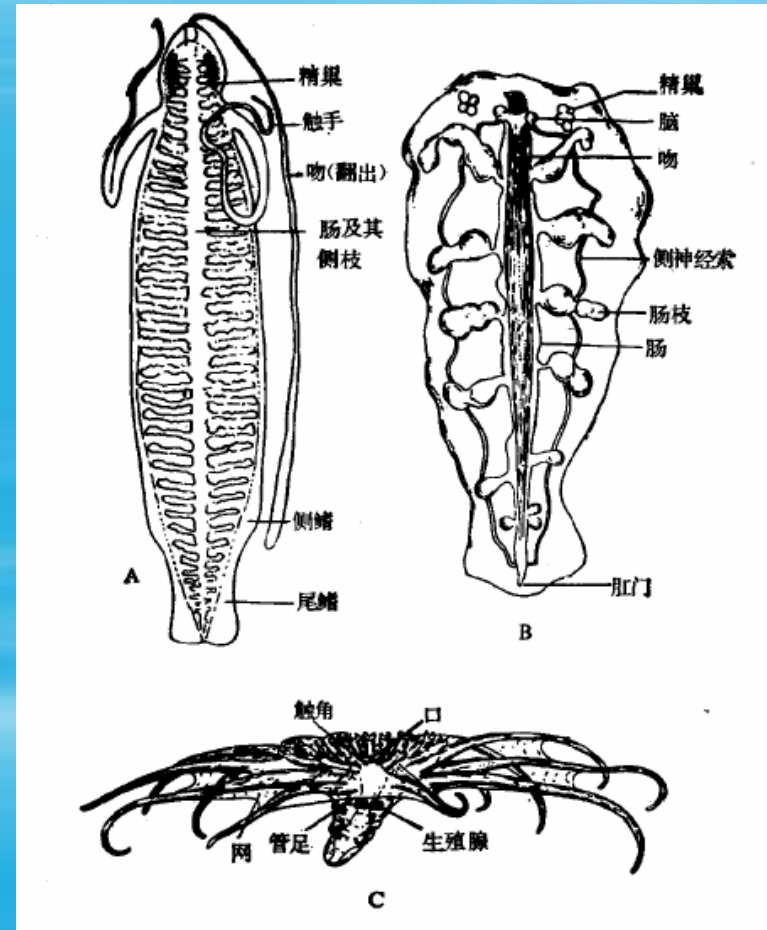 精巢
触手
吻(翻出)
肠及其
侧枝
侧鳍
尾鳍
A
精巢
脑
吻
侧神经索
肠枝
肠
肛门
B
触角
口
网
管足
生殖腺
C